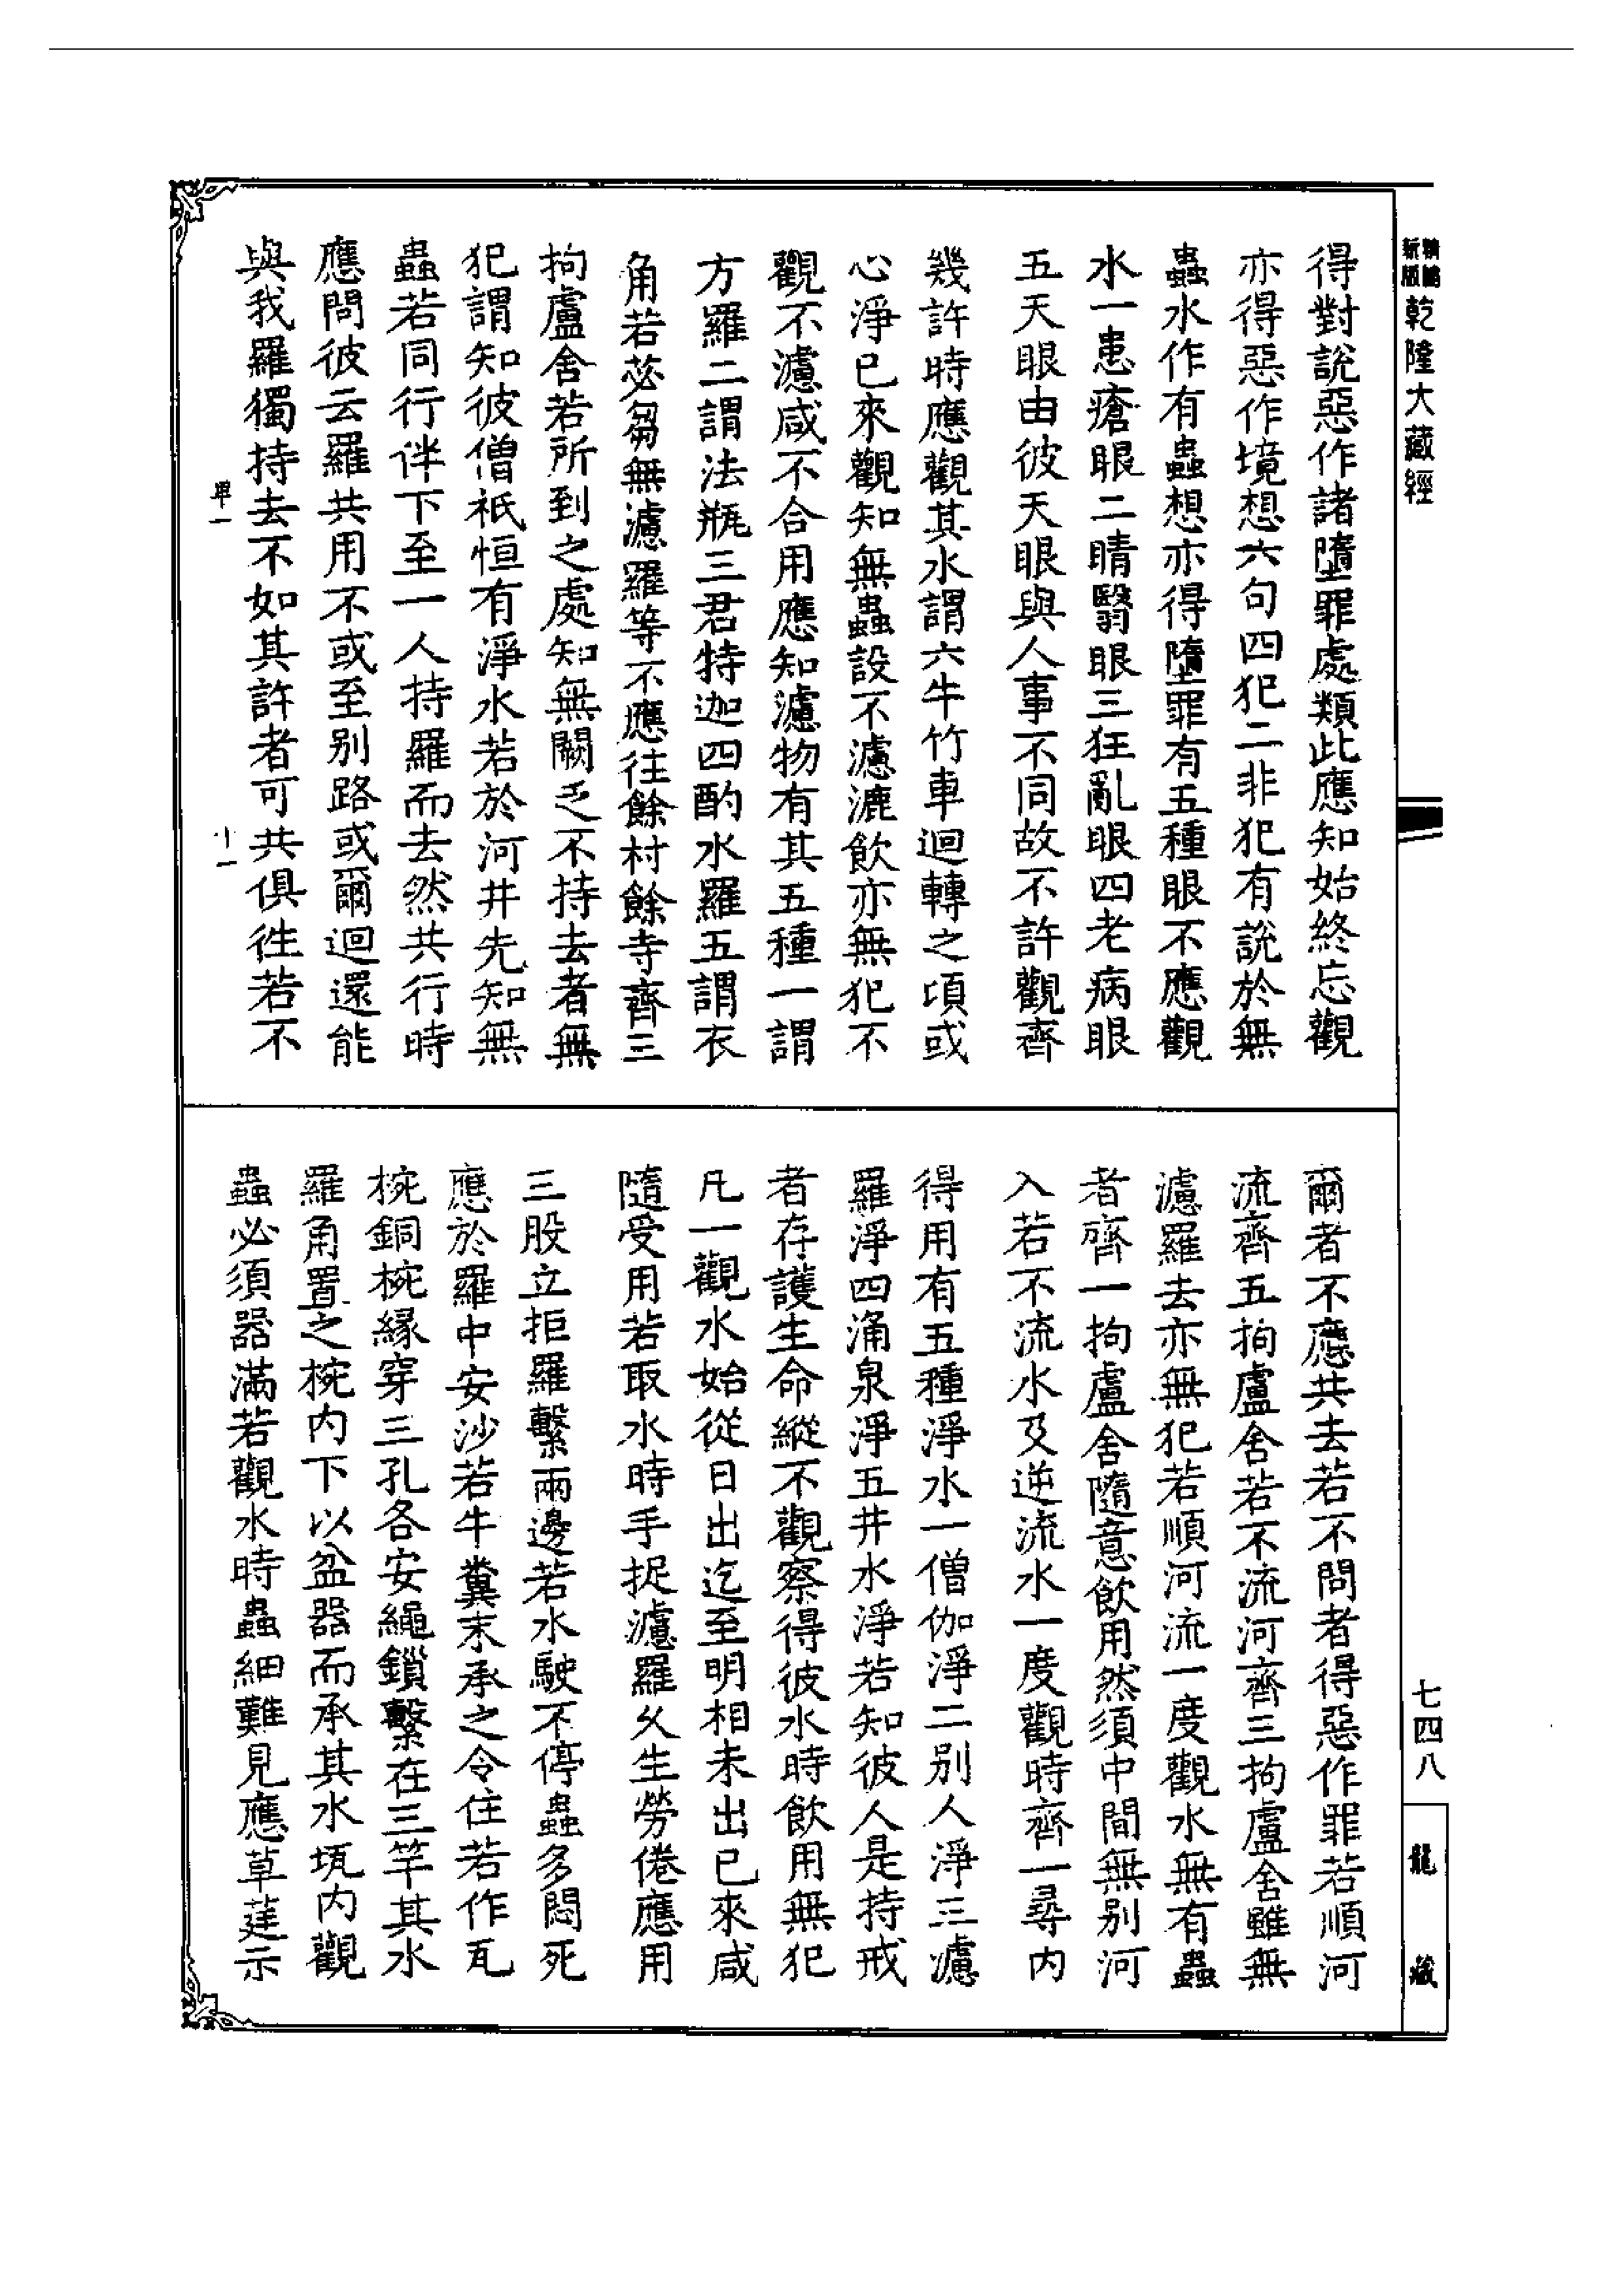 精縮新版乾隆大藏經
得對說惡作諸墮罪處類此應知始終忘觀
亦得惡作境想六句四犯二非犯有說於無
蟲水作有蟲想亦得墮罪有五種眼不應觀
水一患瘡眼二睛翳眼三狂亂眼四老病眼
五天眼由彼天眼與人事不同故不許觀齊
幾許時應觀其水謂六牛竹車迴轉之頃或
心淨已來觀知無蟲設不濾漉飲亦無犯不
觀不濾咸不合用應知濾物有其五種一謂
方羅二謂法瓶三君特迦四酌水羅五謂衣
角若苾芻無濾羅等不應往餘村餘寺齊三
拘盧舍若所到之處知無闕乏不持去者無
犯謂知彼僧祇恒有淨水若於河井先知無
蟲若同行伴下至一人持羅而去然共行時
應問彼云羅共用不或至別路或爾迴還能
與我羅獨持去不如其許者可共俱徃若不
卑一
十一
爾者不應共去若不問者得惡作罪若順河
流齊五拘盧舍若不流河齊三拘盧舍雖無
濾羅去亦無犯若順河流一度觀水無有蟲
者齊一拘盧舍隨意飲用然須中間無別河
入若不流水及逆流水一度觀時齊一尋內
得用有五種淨水一僧伽淨二別人淨三濾
羅淨四涌泉淨五井水淨若知彼人是持戒
者存護生命縱不觀察得彼水時飲用無犯
凡一觀水始從日出迄至明相未出已來咸
隨受用若取水時手捉濾羅久生勞倦應用
三股立拒羅繫兩邊若水駛不停蟲多悶死
應於羅中安沙若牛糞末承之令住若作瓦
椀銅椀緣穿三孔各安繩鎖繫在三竿其水
羅角置之椀內下以盆器而承其水瓨內觀
蟲必須器滿若觀水時蟲細難見應草莛示
七四八
龍藏